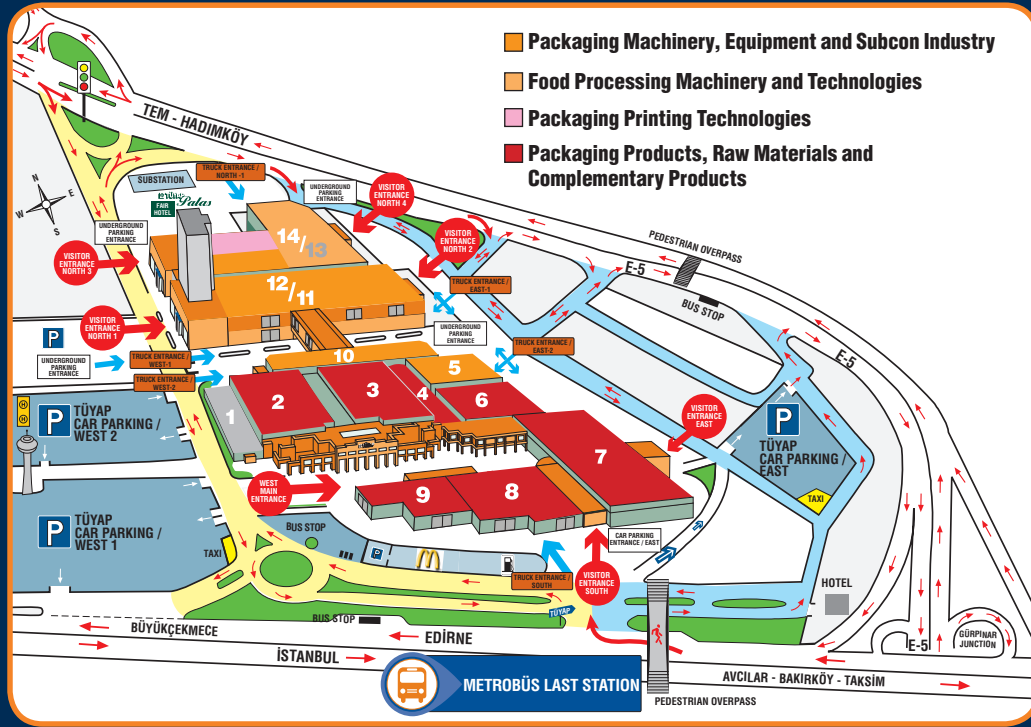 Packaging Machinery, Equipment and Subcon Industry
Food Processing Machinery and Technologies
Packaging Printing Technologies
Packaging Products, Raw Materials and
Complementary Products
TEM - HADIMKÖY
N
E
W
S
SUBSTATION
TRUCK ENTRANCE /
NORTH -1
UNDERGROUND
PARKING
ENTRANCE
VISITOR
ENTRANCE
NORTH 4
FAIR
HOTEL
Palas
UNDERGROUND
PARKING
ENTRANCE
VISITOR
ENTRANCE
NORTH 3
14/13
VISITOR
ENTRANCE
NORTH 2
PEDESTRIAN OVERPASS
E-5
BUS STOP
12/11
TRUCK ENTRANCE /
EAST-1
VISITOR
ENTRANCE
NORTH 1
P
UNDERGROUND
PARKING
ENTRANCE
UNDERGROUND
PARKING
ENTRANCE
TRUCK ENTRANCE /
WEST-1
TRUCK ENTRANCE /
WEST-2
TRUCK ENTRANCE /
EAST-2
E-5
10
5
1
2
3
4
6
7
H
H
P
TÜYAP
CAR PARKING /
WEST 2
VISITOR
ENTRANCE
EAST
P
TÜYAP
CAR PARKING /
EAST
TAXI
WEST
MAIN
ENTRANCE
9
8
P
TÜYAP
CAR PARKING /
WEST 1
BUS STOP
TAXI
P
CAR PARKING
ENTRANCE / EAST
TRUCK ENTRANCE /
SOUTH
VISITOR
ENTRANCE
SOUTH
HOTEL
TÜYAP
BUS STOP
BÜYÜKÇEKMECE
EDİRNE
İSTANBUL
E-5
GÜRPINAR
JUNCTION
METROBÜS LAST STATION
AVCILAR - BAKIRKÖY - TAKSİM
PEDESTRIAN OVERPASS